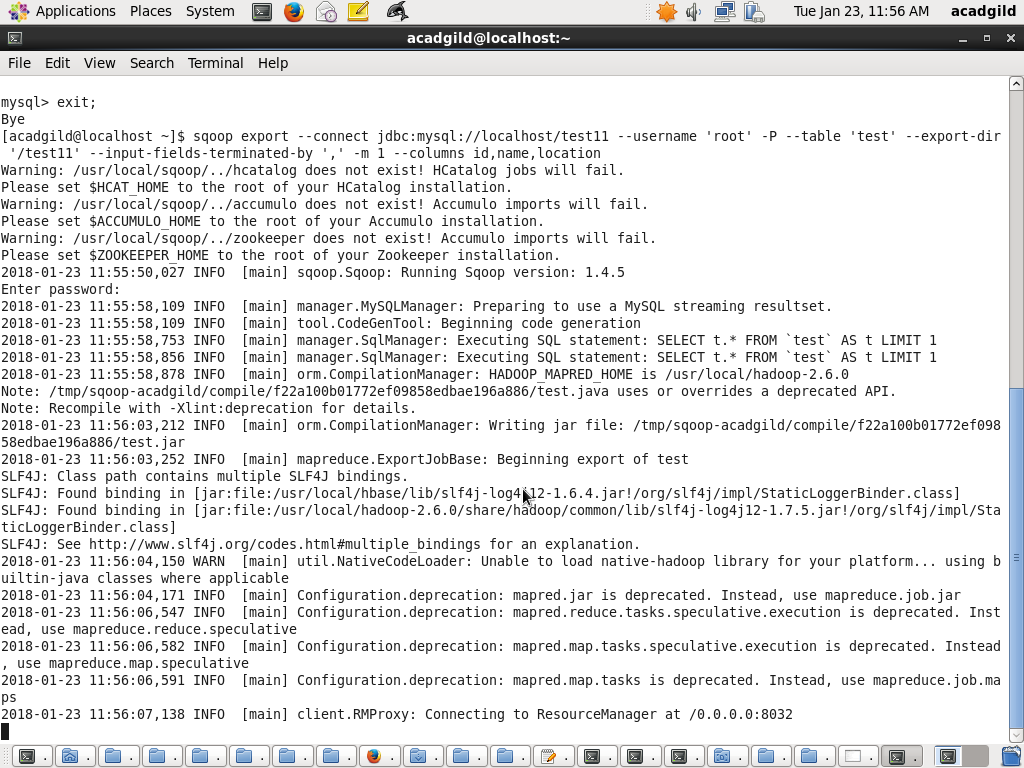 Applications Places System Tue Jan 23, 11:56 AM acadgild
acadgild@localhost:~
File Edit View Search Terminal Help
mysql> exit;
Bye
[acadgild@localhost ~]$ sqoop export --connect jdbc:mysql://localhost/test11 --username 'root' -P --table 'test' --export-dir
 '/test11' --input-fields-terminated-by ',' -m 1 --columns id,name,location
Warning: /usr/local/sqoop/../hcatalog does not exist! HCatalog jobs will fail.
Please set $HCAT_HOME to the root of your HCatalog installation.
Warning: /usr/local/sqoop/../accumulo does not exist! Accumulo imports will fail.
Please set $ACCUMULO_HOME to the root of your Accumulo installation.
Warning: /usr/local/sqoop/../zookeeper does not exist! Accumulo imports will fail.
Please set $ZOOKEEPER_HOME to the root of your Zookeeper installation.
2018-01-23 11:55:50,027 INFO  [main] sqoop.Sqoop: Running Sqoop version: 1.4.5
Enter password:
2018-01-23 11:55:58,109 INFO  [main] manager.MySQLManager: Preparing to use a MySQL streaming resultset.
2018-01-23 11:55:58,109 INFO  [main] tool.CodeGenTool: Beginning code generation
2018-01-23 11:55:58,753 INFO  [main] manager.SqlManager: Executing SQL statement: SELECT t.* FROM `test` AS t LIMIT 1
2018-01-23 11:55:58,856 INFO  [main] manager.SqlManager: Executing SQL statement: SELECT t.* FROM `test` AS t LIMIT 1
2018-01-23 11:55:58,878 INFO  [main] orm.CompilationManager: HADOOP_MAPRED_HOME is /usr/local/hadoop-2.6.0
Note: /tmp/sqoop-acadgild/compile/f22a100b01772ef09858edbae196a886/test.java uses or overrides a deprecated API.
Note: Recompile with -Xlint:deprecation for details.
2018-01-23 11:56:03,212 INFO  [main] orm.CompilationManager: Writing jar file: /tmp/sqoop-acadgild/compile/f22a100b01772ef098
58edbae196a886/test.jar
2018-01-23 11:56:03,252 INFO  [main] mapreduce.ExportJobBase: Beginning export of test
SLF4J: Class path contains multiple SLF4J bindings.
SLF4J: Found binding in [jar:file:/usr/local/hbase/lib/slf4j-log4j12-1.6.4.jar!/org/slf4j/impl/StaticLoggerBinder.class]
SLF4J: Found binding in [jar:file:/usr/local/hadoop-2.6.0/share/hadoop/common/lib/slf4j-log4j12-1.7.5.jar!/org/slf4j/impl/Sta
ticLoggerBinder.class]
SLF4J: See http://www.slf4j.org/codes.html#multiple_bindings for an explanation.
2018-01-23 11:56:04,150 WARN  [main] util.NativeCodeLoader: Unable to load native-hadoop library for your platform... using b
uiltin-java classes where applicable
2018-01-23 11:56:04,171 INFO  [main] Configuration.deprecation: mapred.jar is deprecated. Instead, use mapreduce.job.jar
2018-01-23 11:56:06,547 INFO  [main] Configuration.deprecation: mapred.reduce.tasks.speculative.execution is deprecated. Inst
ead, use mapreduce.reduce.speculative
2018-01-23 11:56:06,582 INFO  [main] Configuration.deprecation: mapred.map.tasks.speculative.execution is deprecated. Instead
, use mapreduce.map.speculative
2018-01-23 11:56:06,591 INFO  [main] Configuration.deprecation: mapred.map.tasks is deprecated. Instead, use mapreduce.job.ma
ps
2018-01-23 11:56:07,138 INFO  [main] client.RMProxy: Connecting to ResourceManager at /0.0.0.0:8032